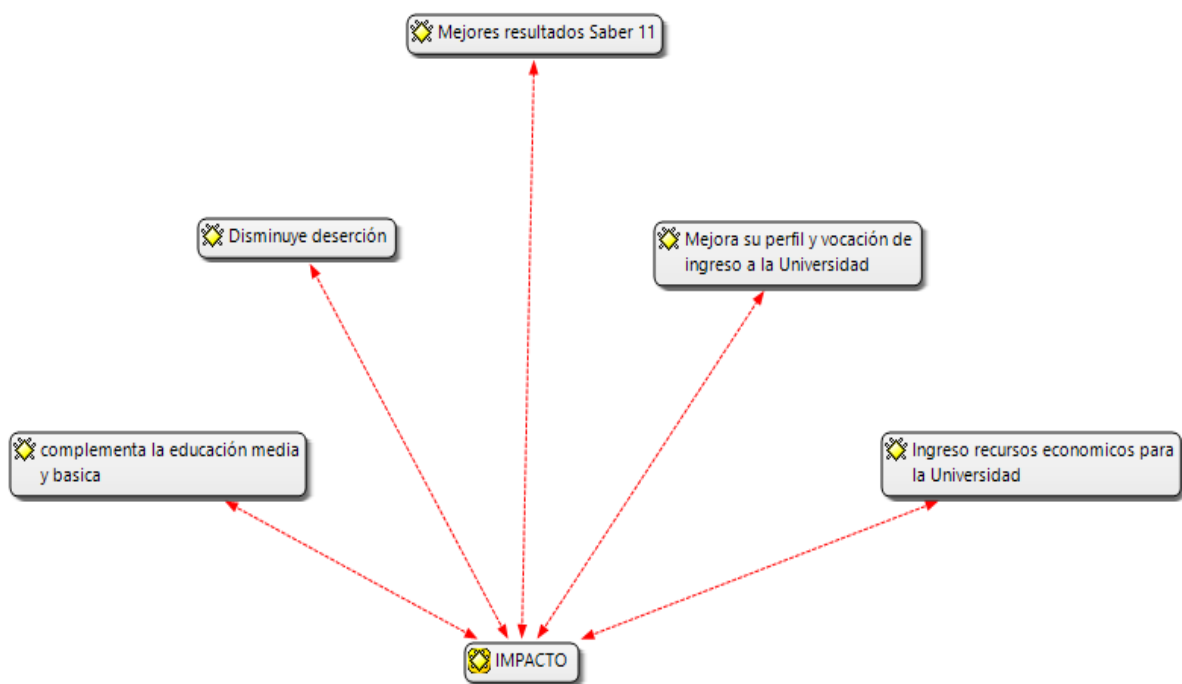 Mejores resultados Saber 11
Disminuye deserción
Mejora su perfil y vocación de
ingreso a la Universidad
complementa la educación media
y basica
Ingreso recursos economicos para
la Universidad
IMPACTO